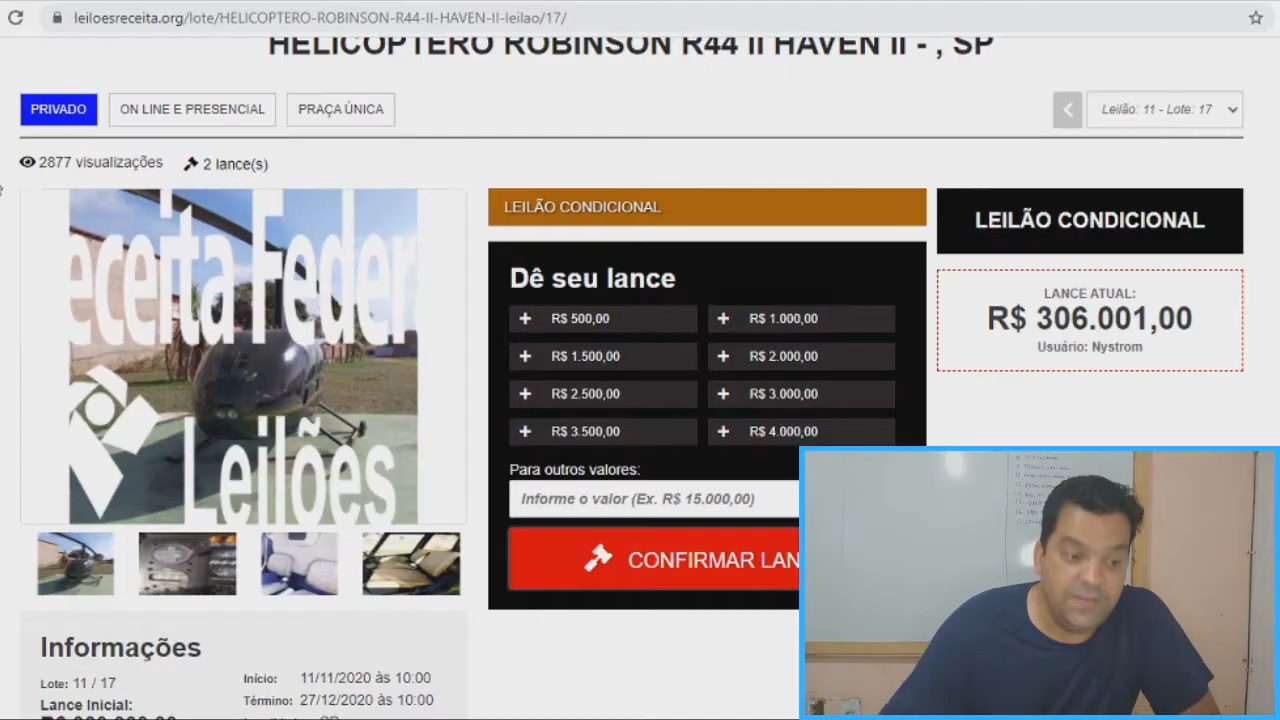 leiloesreceita.org/lote/HELICOPTERO-ROBINSON-R44-II-HAVEN-II-leilao/17/
HELICOPTERO ROBINSON R44 II HAVEN II - , SP
PRIVADO
ON LINE E PRESENCIAL
PRAÇA ÚNICA
Leilão: 11 - Lote: 17
2877 visualizações
2 lance(s)
eceita Feder
Leilões
LEILÃO CONDICIONAL
Dê seu lance
+ R$ 500,00
+ R$ 1.000,00
+ R$ 1.500,00
+ R$ 2.000,00
+ R$ 2.500,00
+ R$ 3.000,00
+ R$ 3.500,00
+ R$ 4.000,00
Para outros valores:
Informe o valor (Ex. R$ 15.000,00)
CONFIRMAR LAN
LEILÃO CONDICIONAL
LANCE ATUAL:
R$ 306.001,00
Usuário: Nystrom
Informações
Lote: 11 / 17
Lance Inicial:
Início: 11/11/2020 às 10:00
Término: 27/12/2020 às 10:00